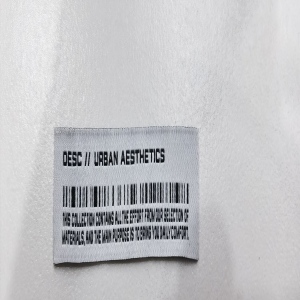 DESC // URBAN AESTHETICS
THIS COLLECTION CONTAINS ALL THE EFFORT FROM OUR SELECTION OF
MATERIALS, AND THE MAIN PURPOSE IS TO BRING YOU DAILY COMFORT.